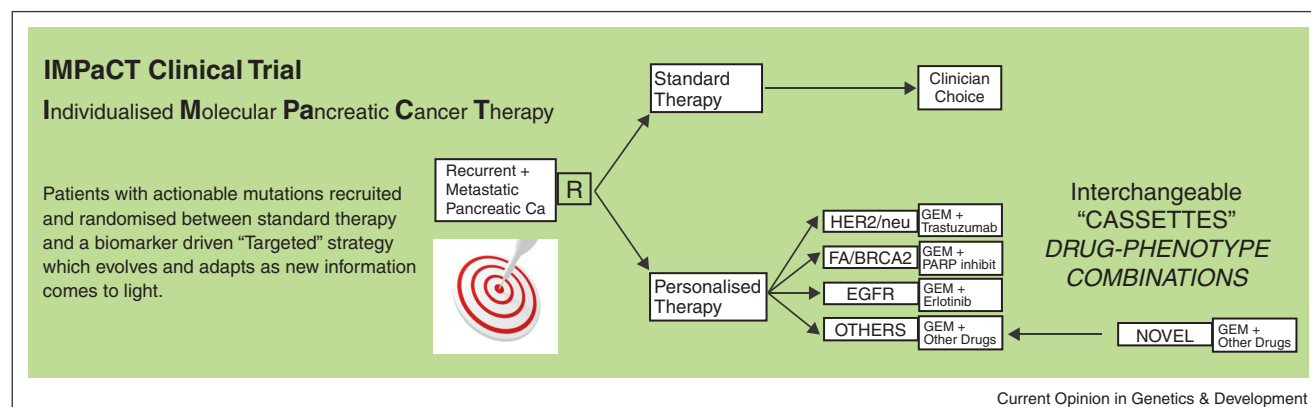 IMPaCT Clinical Trial
Individualised Molecular Pancreatic Cancer Therapy
Patients with actionable mutations recruited
and randomised between standard therapy
and a biomarker driven “Targeted” strategy
which evolves and adapts as new information
comes to light.
Recurrent +
Metastatic
Pancreatic Ca
R
Standard
Therapy
Clinician
Choice
Personalised
Therapy
HER2/neu
GEM +
Trastuzumab
FA/BRCA2
GEM +
PARP inhibit
EGFR
GEM +
Erlotinib
OTHERS
GEM +
Other Drugs
Interchangeable
“CASSETTES”
DRUG-PHENOTYPE
COMBINATIONS
NOVEL
GEM +
Other Drugs
Current Opinion in Genetics & Development